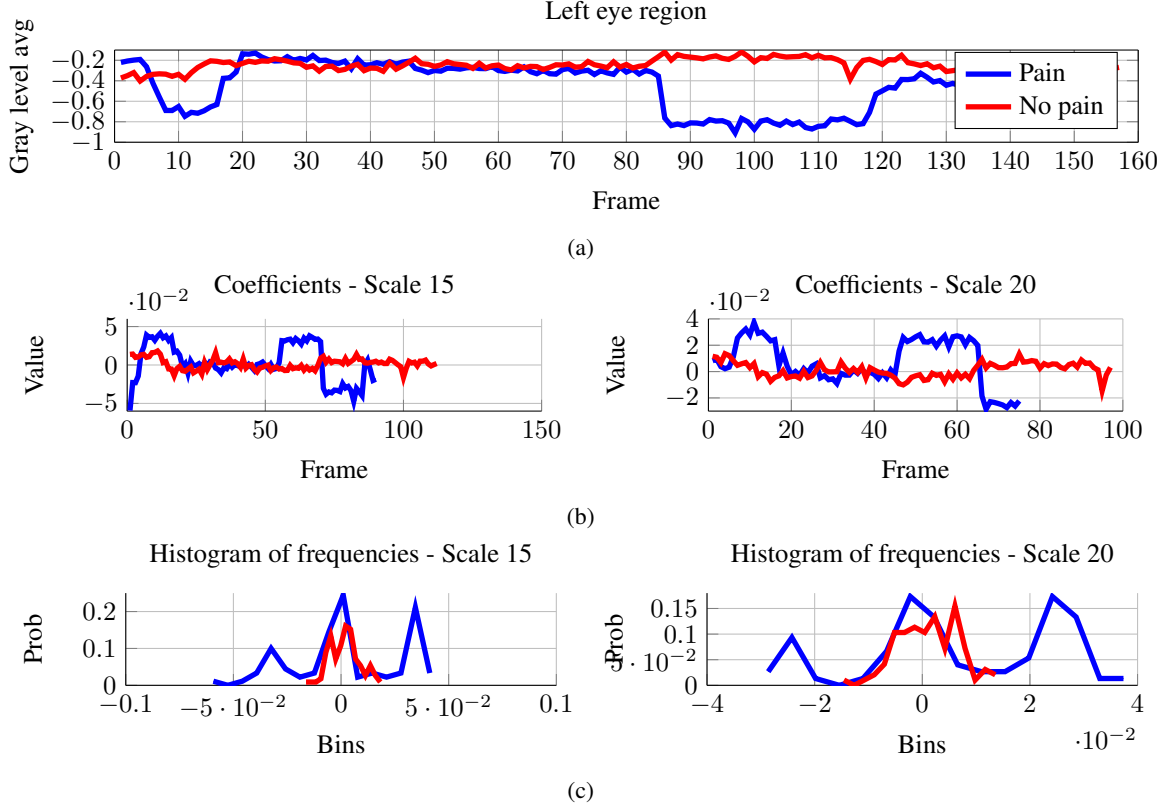 Left eye region
Gray level avg
−0.2
−0.4
−0.6
−0.8
−1
0 10 20 30 40 50 60 70 80 90 100 110 120 130 140 150 160
Frame
Pain
No pain
(a)
Coefficients - Scale 15
·10−2
Value
5
0
−5
0 50 100 150
Frame
Coefficients - Scale 20
·10−2
Value
4
2
0
−2
0 20 40 60 80 100
Frame
(b)
Histogram of frequencies - Scale 15
Prob
0.2
0.1
0
−0.1 −5 · 10−2 0 5 · 10−2 0.1
Bins
Histogram of frequencies - Scale 20
Prob
0.15
0.1
· 10−2
0
−4 −2 0 2 4
·10−2
Bins
(c)